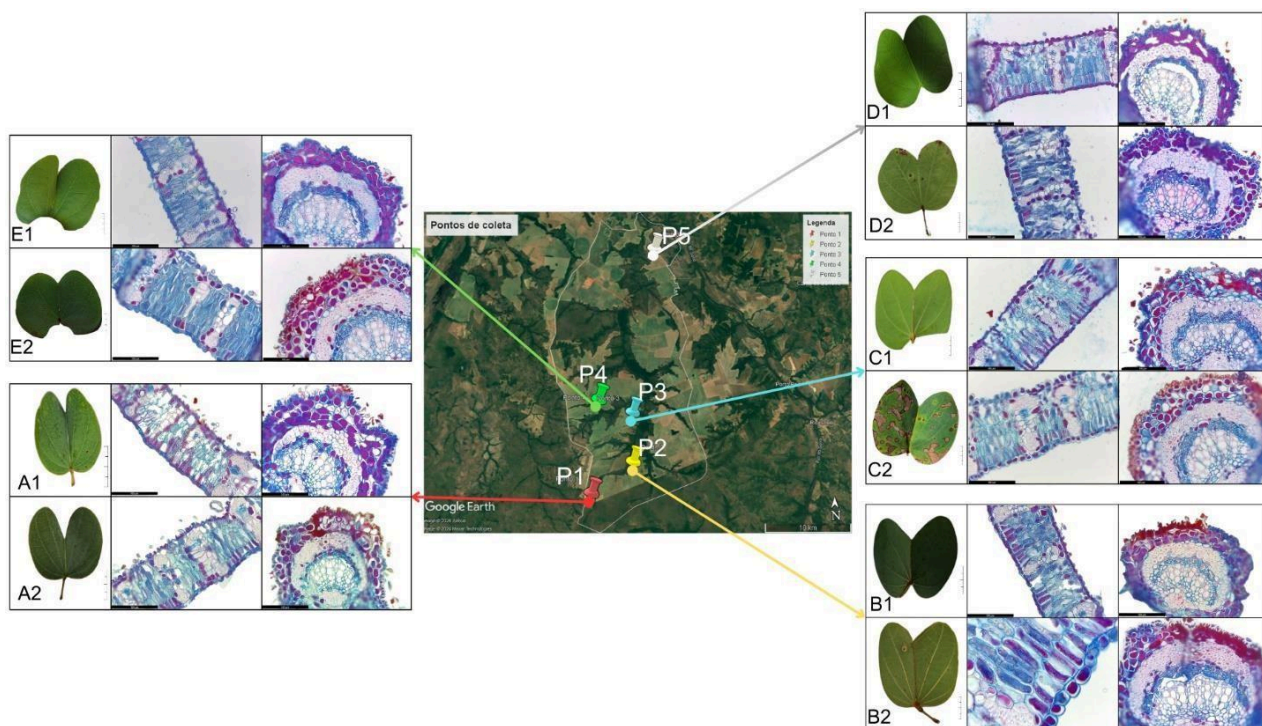 D1
D2
E1
E2
Pontos de coleta
Legenda
Ponto 1
Ponto 2
Ponto 3
Ponto 4
Ponto 5
P5
C1
C2
P4
P3
P2
P1
A1
A2
Google Earth
N
10 km
B1
B2